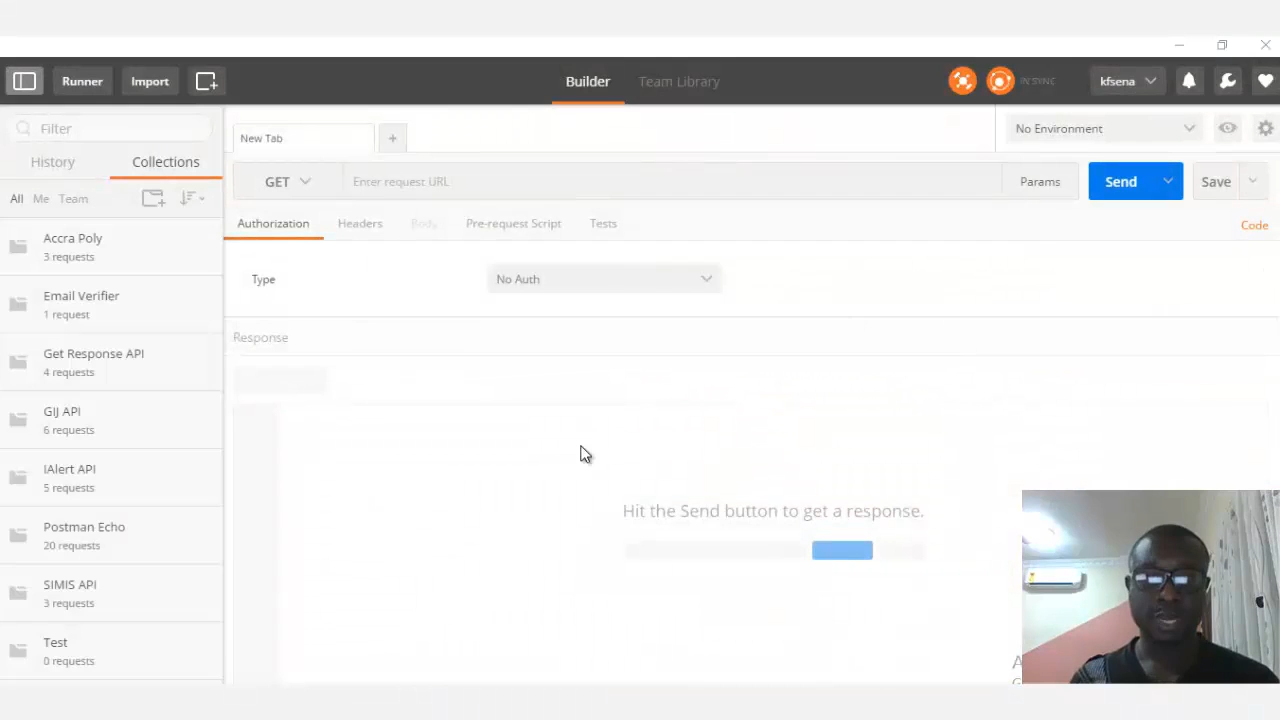 Runner
Import
Builder
Team Library
IN SYNC
kfsena
Filter
History
Collections
All Me Team
Accra Poly
3 requests
Email Verifier
1 request
Get Response API
4 requests
GIJ API
6 requests
IAlert API
5 requests
Postman Echo
20 requests
SIMIS API
3 requests
Test
0 requests
New Tab
+
No Environment
GET
Enter request URL
Params
Send
Save
Authorization
Headers
Body
Pre-request Script
Tests
Code
Type
No Auth
Response
Hit the Send button to get a response.